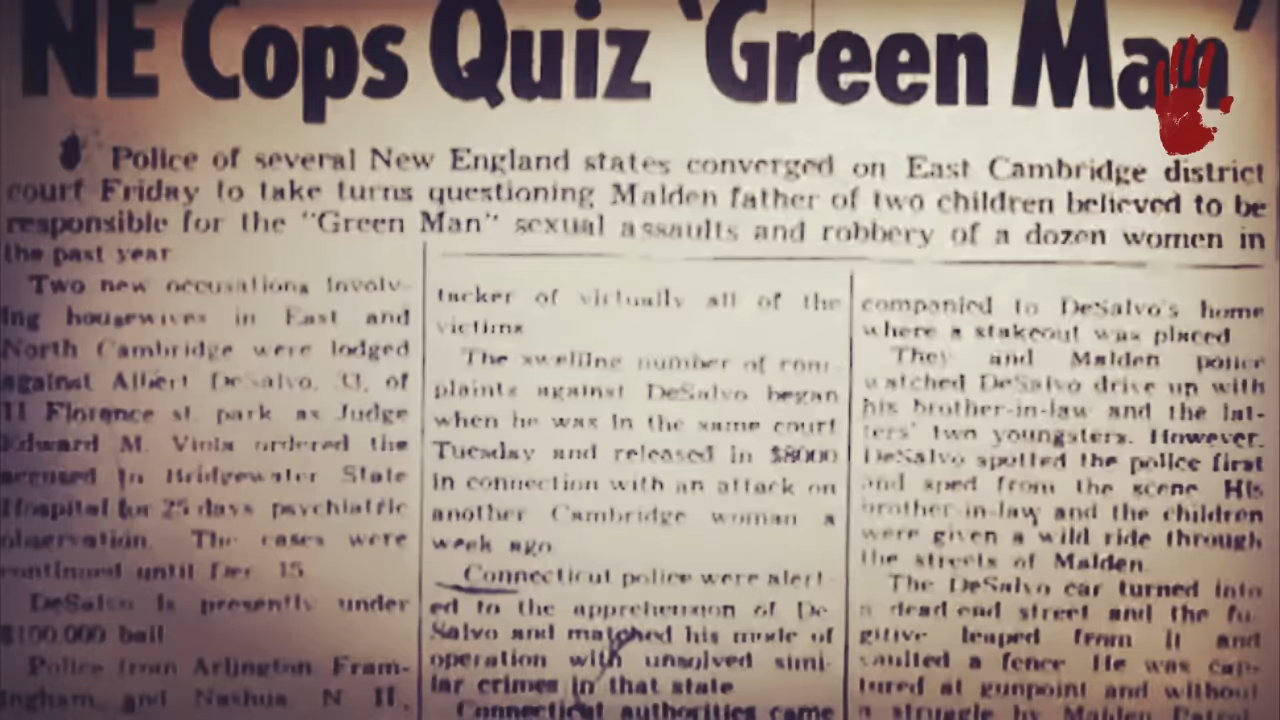 NE Cops Quiz 'Green Man'
Police of several New England states converged on East Cambridge district
court Friday to take turns questioning Malden father of two children believed to be
responsible for the "Green Man" sexual assaults and robbery of a dozen women in
the past year
Two new accusations involv-
ing housewives in East and
North Cambridge were lodged
against Albert DeSalvo, of
11 Florence st. park as Judge
Edward M. Viola ordered the
accused to Bridgewater State
Hospital for 25 days psychiatric
observation. The cases were
continued until Dec. 15
DeSalvo is presently under
$100,000 bail
Police from Arlington Fram-
ingham and Nashua N H,
tacker of virtually all of the
victims
The swelling number of com-
plaints against DeSalvo began
when he was in the same court
Tuesday and released in $8000
in connection with an attack on
another Cambridge woman a
week ago
Connecticut police were alert-
ed to the apprehension of De-
Salvo and matched his mode of
operation with unsolved simi-
lar crimes in that state
Connecticut authorities came
companied to DeSalvo's home
where a stakeout was placed
They and Malden police
watched DeSalvo drive up with
his brother-in-law and the lat-
ters' two youngsters. However,
DeSalvo spotted the police first
and sped from the scene His
brother-in-law and the children
were given a wild ride through
the streets of Malden.
The DeSalvo car turned into
a dead end street and the fu-
gitive leaped from it and
vaulted a fence He was cap-
tured at gunpoint and without
a struggle by Malden Patrol